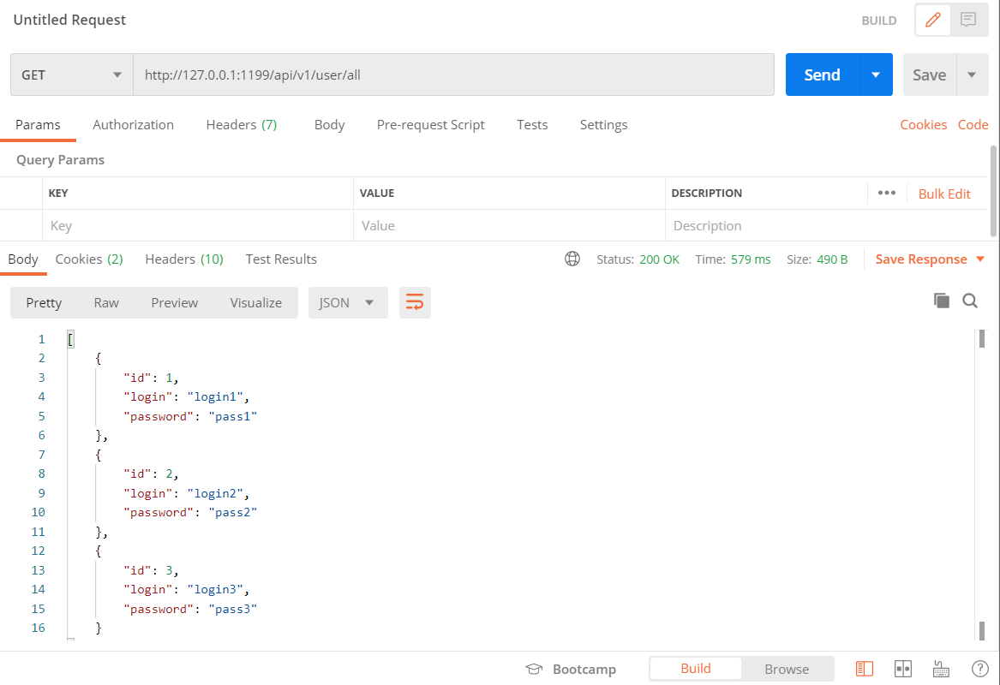 Untitled Request
BUILD
GET
http://127.0.0.1:1199/api/v1/user/all
Send
Save
Params Authorization Headers (7) Body Pre-request Script Tests Settings Cookies Code
Query Params
KEY VALUE DESCRIPTION ••• Bulk Edit
Key Value Description
Body Cookies (2) Headers (10) Test Results Status: 200 OK Time: 579 ms Size: 490 B Save Response
Pretty Raw Preview Visualize JSON
1 [
2 {
3 "id": 1,
4 "login": "login1",
5 "password": "pass1"
6 },
7 {
8 "id": 2,
9 "login": "login2",
10 "password": "pass2"
11 },
12 {
13 "id": 3,
14 "login": "login3",
15 "password": "pass3"
16 }
Bootcamp Build Browse ?